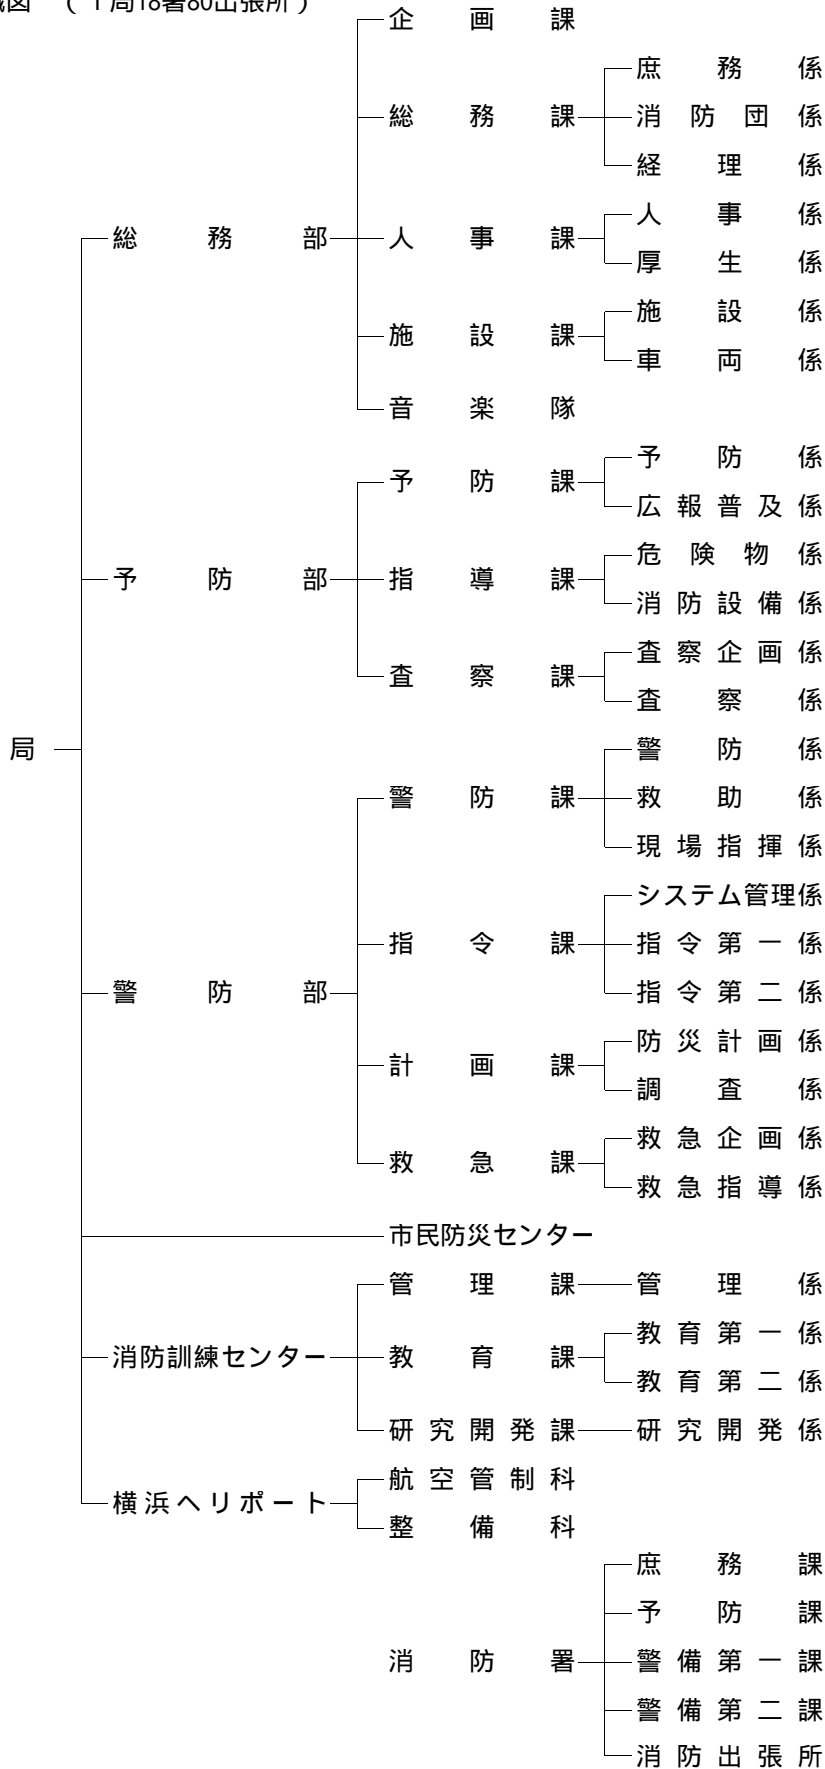 図 (1局18署80出張所)
企画課
庶務係
総務課 消防団係
経理係
人事係
総務部 人事課
厚生係
施設係
施設課
車両係
音楽隊
予防係
予防課
広報普及係
危険物係
予防部 指導課
消防設備係
査察企画係
査察課
査察係
局 警防係
警防課 救助係
現場指揮係
システム管理係
指令課 指令第一係
警防部 指令第二係
防災計画係
計画課
調査係
救急企画係
救急課
救急指導係
市民防災センター
管理課 管理係
教育第一係
消防訓練センター 教育課
教育第二係
研究開発課 研究開発係
航空管制科
横浜ヘリポート
整備科
庶務課
予防課
消防署 警備第一課
警備第二課
消防出張所